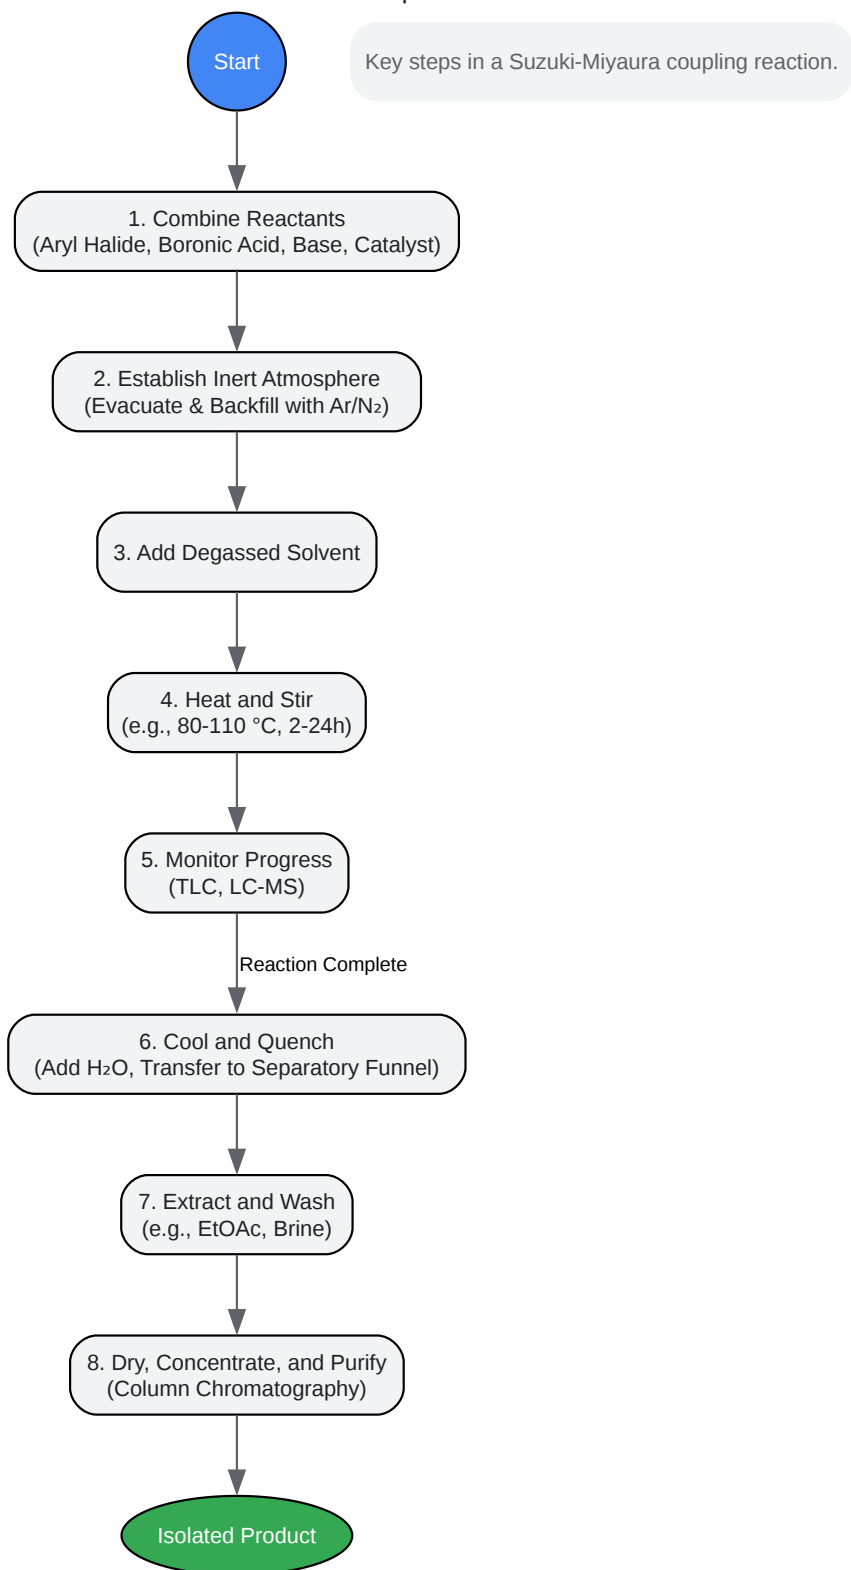 Start
Key steps in a Suzuki-Miyaura coupling reaction.
1. Combine Reactants
(Aryl Halide, Boronic Acid, Base, Catalyst)
2. Establish Inert Atmosphere
(Evacuate & Backfill with Ar/N₂)
3. Add Degassed Solvent
4. Heat and Stir
(e.g., 80-110 °C, 2-24h)
5. Monitor Progress
(TLC, LC-MS)
Reaction Complete
6. Cool and Quench
(Add H₂O, Transfer to Separatory Funnel)
7. Extract and Wash
(e.g., EtOAc, Brine)
8. Dry, Concentrate, and Purify
(Column Chromatography)
Isolated Product